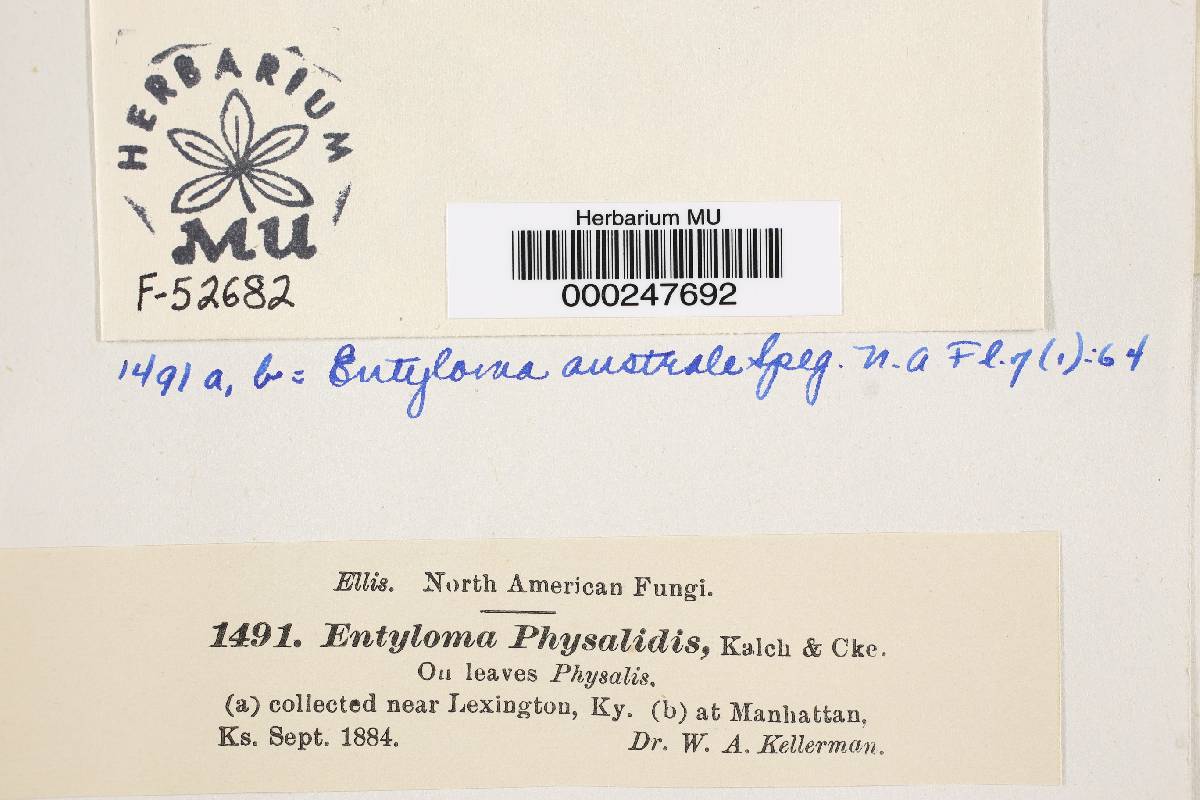 HERBARIUM
MU
F-52682
Herbarium MU
000247692
1491 a, b = Entyloma australe Speg. N. A Fl. 7 (1):64
Ellis. North American Fungi.
1491. Entyloma Physalidis, Kalch & Cke.
On leaves Physalis.
(a) collected near Lexington, Ky. (b) at Manhattan,
Ks. Sept. 1884. Dr. W. A. Kellerman.